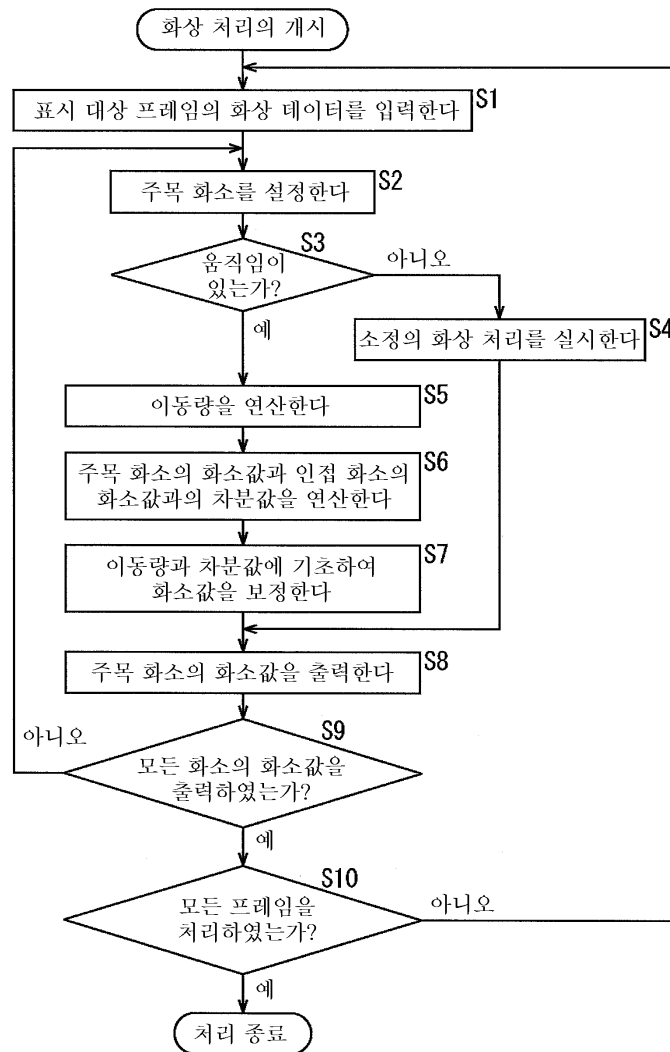 화상 처리의 개시
표시 대상 프레임의 화상 데이터를 입력한다
S1
주목 화소를 설정한다
S2
S3
움직임이
있는가?
아니오
예
소정의 화상 처리를 실시한다
S4
이동량을 연산한다
S5
주목 화소의 화소값과 인접 화소의
화소값과의 차분값을 연산한다
S6
이동량과 차분값에 기초하여
화소값을 보정한다
S7
주목 화소의 화소값을 출력한다
S8
S9
아니오
모든 화소의 화소값을
출력하였는가?
예
S10
모든 프레임을
처리하였는가?
아니오
예
처리 종료